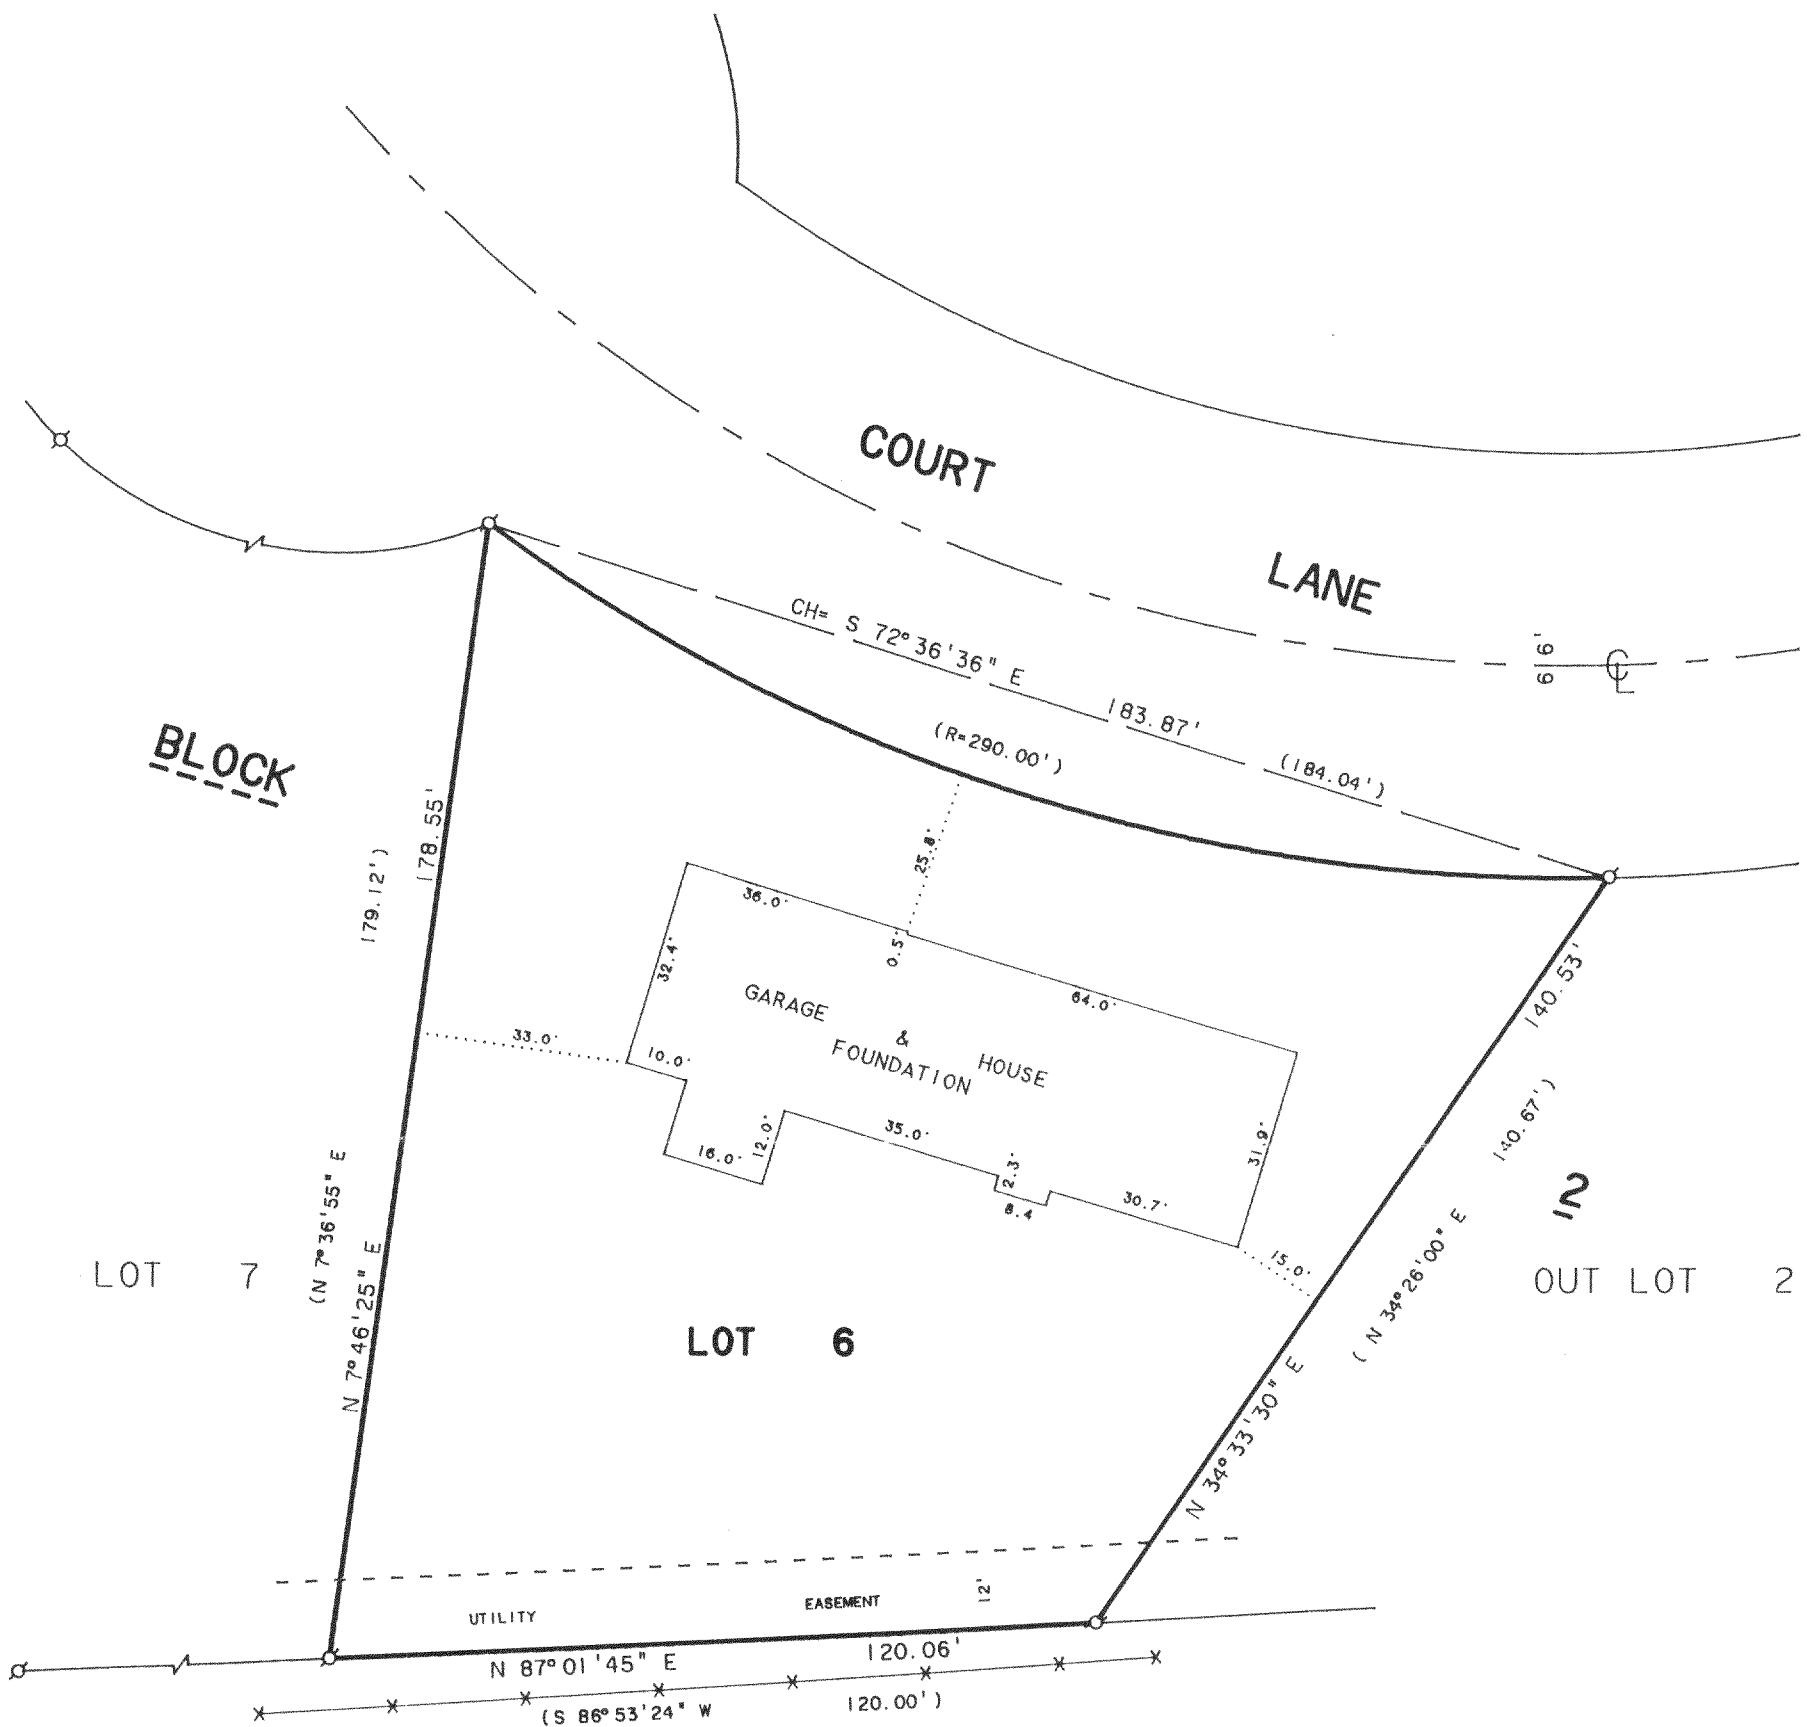 COURT
LANE
66'
CL
CH= S 72°36'36" E 183.87' (184.04')
(R=290.00')
BLOCK
178.55'
179.12')
25.8'
36.0'
0.5'
64.0'
32.4'
GARAGE
&
HOUSE
FOUNDATION
33.0'
10.0'
16.0'
12.0'
35.0'
2.3'
8.4
30.7'
31.9'
15.0'
140.53'
140.67')
2
(N 7°36'55" E
N 7°46'25" E
LOT 7
LOT 6
OUT LOT 2
( N 34°26'00" E
N 34°33'30" E
UTILITY EASEMENT 12'
N 87°01'45" E 120.06'
(S 86°53'24" W 120.00')